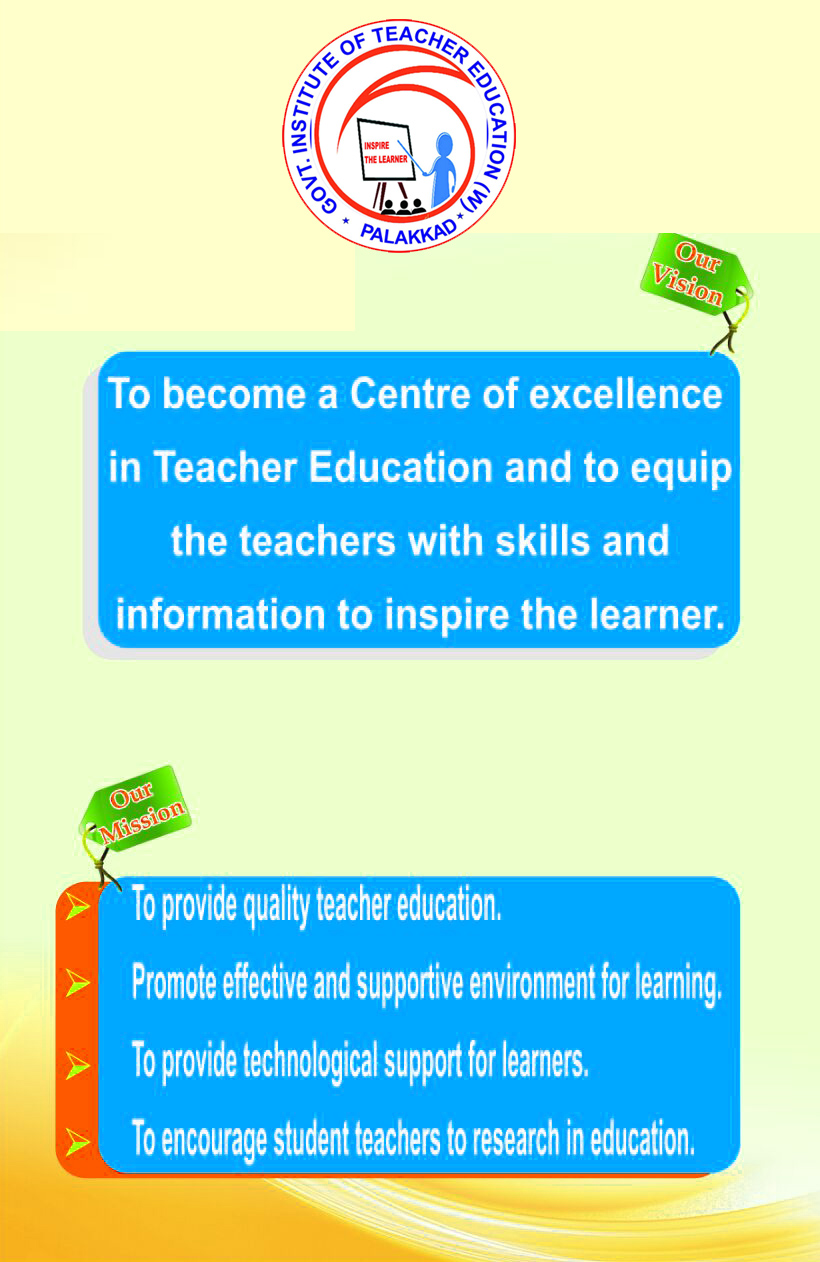 GOVT. INSTITUTE OF TEACHER EDUCATION (W)
* PALAKKAD *
INSPIRE
THE LEARNER
Our
Vision
To become a Centre of excellence
in Teacher Education and to equip
the teachers with skills and
information to inspire the learner.
Our
Mission
To provide quality teacher education.
Promote effective and supportive environment for learning.
To provide technological support for learners.
To encourage student teachers to research in education.